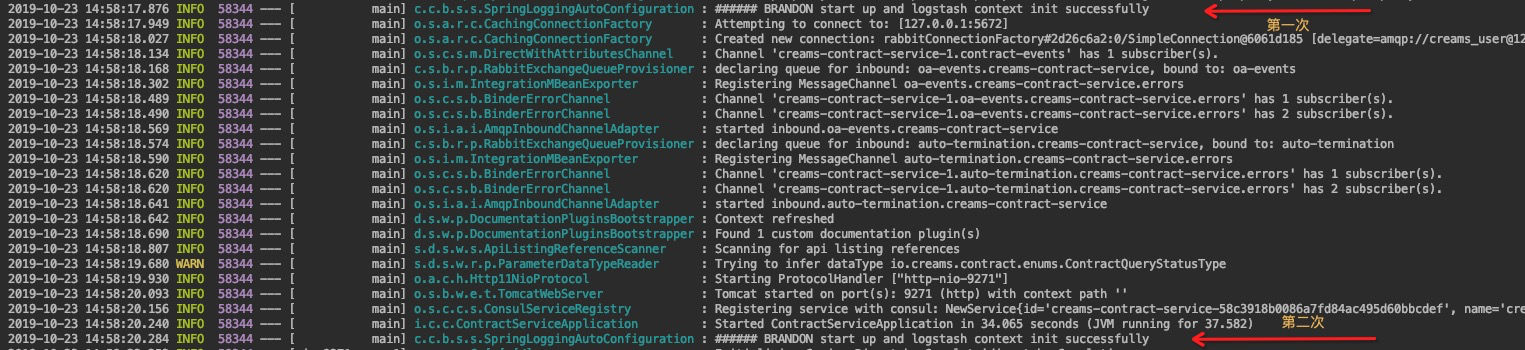 2019-10-23 14:58:17.876 INFO 58344 --- [ main] c.c.b.s.s.SpringLoggingAutoConfiguration : ###### BRANDON start up and logstash context init successfully
2019-10-23 14:58:17.949 INFO 58344 --- [ main] o.s.a.r.c.CachingConnectionFactory : Attempting to connect to: [127.0.0.1:5672] 第一次
2019-10-23 14:58:18.027 INFO 58344 --- [ main] o.s.a.r.c.CachingConnectionFactory : Created new connection: rabbitConnectionFactory#2d26c6a2:0/SimpleConnection@6061d185 [delegate=amqp://creams_user@12
2019-10-23 14:58:18.134 INFO 58344 --- [ main] o.s.c.s.m.DirectWithAttributesChannel : Channel 'creams-contract-service-1.contract-events' has 1 subscriber(s).
2019-10-23 14:58:18.168 INFO 58344 --- [ main] c.s.b.r.p.RabbitExchangeQueueProvisioner : declaring queue for inbound: oa-events.creams-contract-service, bound to: oa-events
2019-10-23 14:58:18.302 INFO 58344 --- [ main] o.s.i.m.IntegrationMBeanExporter : Registering MessageChannel oa-events.creams-contract-service.errors
2019-10-23 14:58:18.489 INFO 58344 --- [ main] o.s.c.s.b.BinderErrorChannel : Channel 'creams-contract-service-1.oa-events.creams-contract-service.errors' has 1 subscriber(s).
2019-10-23 14:58:18.490 INFO 58344 --- [ main] o.s.c.s.b.BinderErrorChannel : Channel 'creams-contract-service-1.oa-events.creams-contract-service.errors' has 2 subscriber(s).
2019-10-23 14:58:18.569 INFO 58344 --- [ main] o.s.i.a.i.AmqpInboundChannelAdapter : started inbound.oa-events.creams-contract-service
2019-10-23 14:58:18.574 INFO 58344 --- [ main] c.s.b.r.p.RabbitExchangeQueueProvisioner : declaring queue for inbound: auto-termination.creams-contract-service, bound to: auto-termination
2019-10-23 14:58:18.590 INFO 58344 --- [ main] o.s.i.m.IntegrationMBeanExporter : Registering MessageChannel auto-termination.creams-contract-service.errors
2019-10-23 14:58:18.620 INFO 58344 --- [ main] o.s.c.s.b.BinderErrorChannel : Channel 'creams-contract-service-1.auto-termination.creams-contract-service.errors' has 1 subscriber(s).
2019-10-23 14:58:18.620 INFO 58344 --- [ main] o.s.c.s.b.BinderErrorChannel : Channel 'creams-contract-service-1.auto-termination.creams-contract-service.errors' has 2 subscriber(s).
2019-10-23 14:58:18.641 INFO 58344 --- [ main] o.s.i.a.i.AmqpInboundChannelAdapter : started inbound.auto-termination.creams-contract-service
2019-10-23 14:58:18.642 INFO 58344 --- [ main] d.s.w.p.DocumentationPluginsBootstrapper : Context refreshed
2019-10-23 14:58:18.690 INFO 58344 --- [ main] d.s.w.p.DocumentationPluginsBootstrapper : Found 1 custom documentation plugin(s)
2019-10-23 14:58:18.807 INFO 58344 --- [ main] s.d.s.w.s.ApiListingReferenceScanner : Scanning for api listing references
2019-10-23 14:58:19.680 WARN 58344 --- [ main] s.d.s.w.r.p.ParameterDataTypeReader : Trying to infer dataType io.creams.contract.enums.ContractQueryStatusType
2019-10-23 14:58:19.930 INFO 58344 --- [ main] o.a.c.h.Http11NioProtocol : Starting ProtocolHandler ["http-nio-9271"]
2019-10-23 14:58:20.093 INFO 58344 --- [ main] o.s.b.w.e.t.TomcatWebServer : Tomcat started on port(s): 9271 (http) with context path ''
2019-10-23 14:58:20.156 INFO 58344 --- [ main] o.s.c.c.s.ConsulServiceRegistry : Registering service with consul: NewService{id='creams-contract-service-58c3918b0086a7fd84ac495d60bbcdef', name='cre
2019-10-23 14:58:20.240 INFO 58344 --- [ main] i.c.c.ContractServiceApplication : Started ContractServiceApplication in 34.065 seconds (JVM running for 37.582) 第二次
2019-10-23 14:58:20.284 INFO 58344 --- [ main] c.c.b.s.s.SpringLoggingAutoConfiguration : ###### BRANDON start up and logstash context init successfully